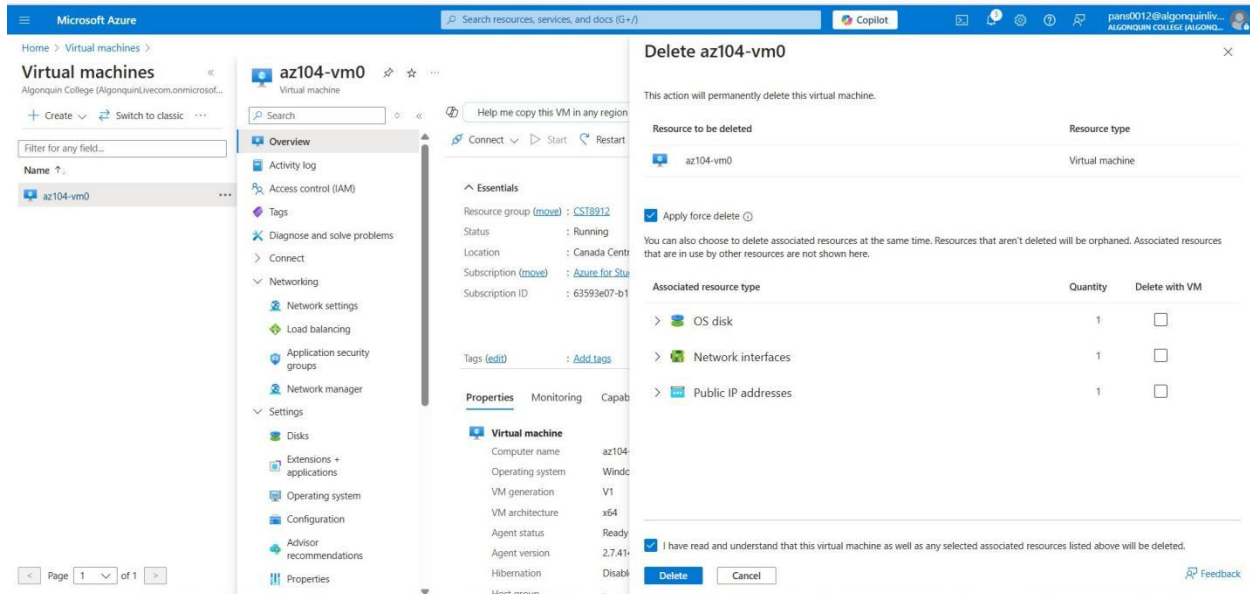 Microsoft Azure
Search resources, services, and docs (G+/)
Copilot
3
pans0012@algonquinliv...
ALGONQUIN COLLEGE (ALGONQ...
Home > Virtual machines >
Virtual machines
«
Algonquin College (AlgonquinLivecom.onmicrosof...
+ Create
Switch to classic
...
Filter for any field...
Name ↑↓
az104-vm0
...
< Page 1 of 1 >
az104-vm0
...
Virtual machine
Search
«
Overview
Activity log
Access control (IAM)
Tags
Diagnose and solve problems
> Connect
Networking
Network settings
Load balancing
Application security
groups
Network manager
Settings
Disks
Extensions +
applications
Operating system
Configuration
Advisor
recommendations
Properties
Help me copy this VM in any region
Connect Start Restart
Essentials
Resource group (move) : CST8912
Status : Running
Location : Canada Centr
Subscription (move) : Azure for Stu
Subscription ID : 63593e07-b1
Tags (edit) : Add tags
Properties Monitoring Capab
Virtual machine
Computer name az104-
Operating system Windo
VM generation V1
VM architecture x64
Agent status Ready
Agent version 2.7.414
Hibernation Disabl
Host group -
Delete az104-vm0
This action will permanently delete this virtual machine.
Resource to be deleted Resource type
az104-vm0 Virtual machine
Apply force delete
You can also choose to delete associated resources at the same time. Resources that aren't deleted will be orphaned. Associated resources
that are in use by other resources are not shown here.
Associated resource type Quantity Delete with VM
> OS disk 1
> Network interfaces 1
> Public IP addresses 1
I have read and understand that this virtual machine as well as any selected associated resources listed above will be deleted.
Delete Cancel
Feedback